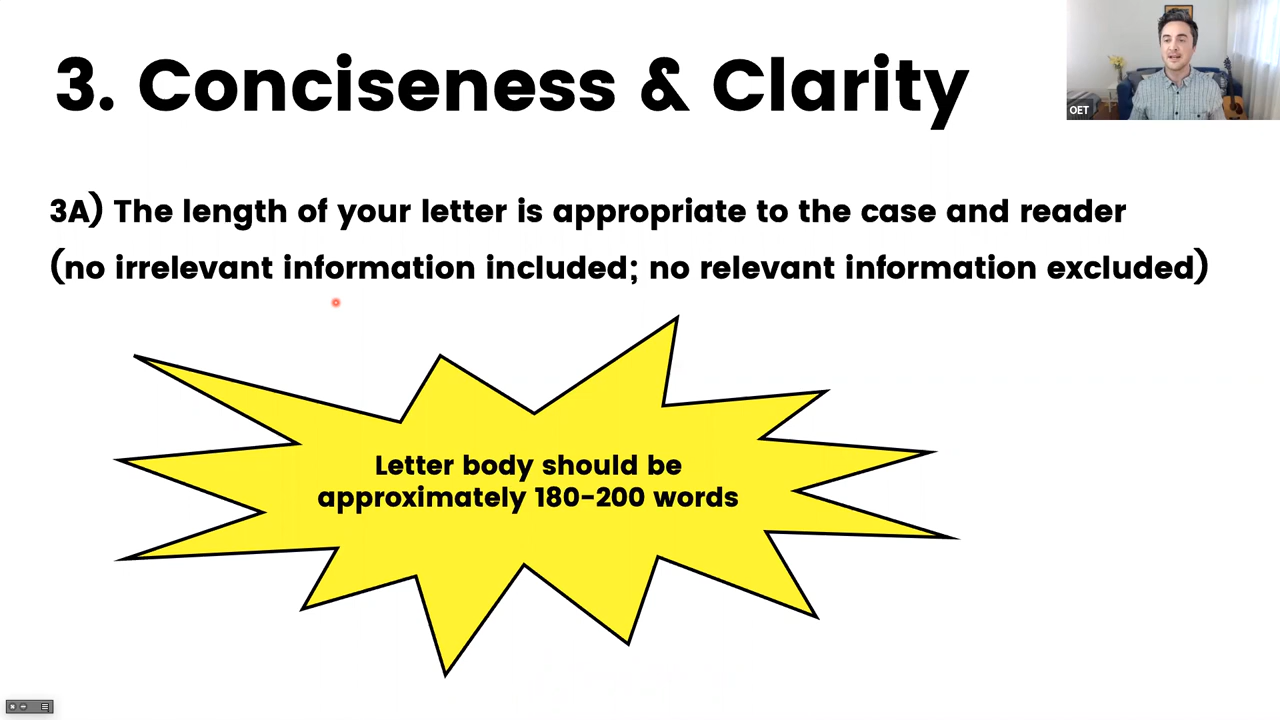 3. Conciseness & Clarity
OET
3A) The length of your letter is appropriate to the case and reader
(no irrelevant information included; no relevant information excluded)
Letter body should be
approximately 180-200 words